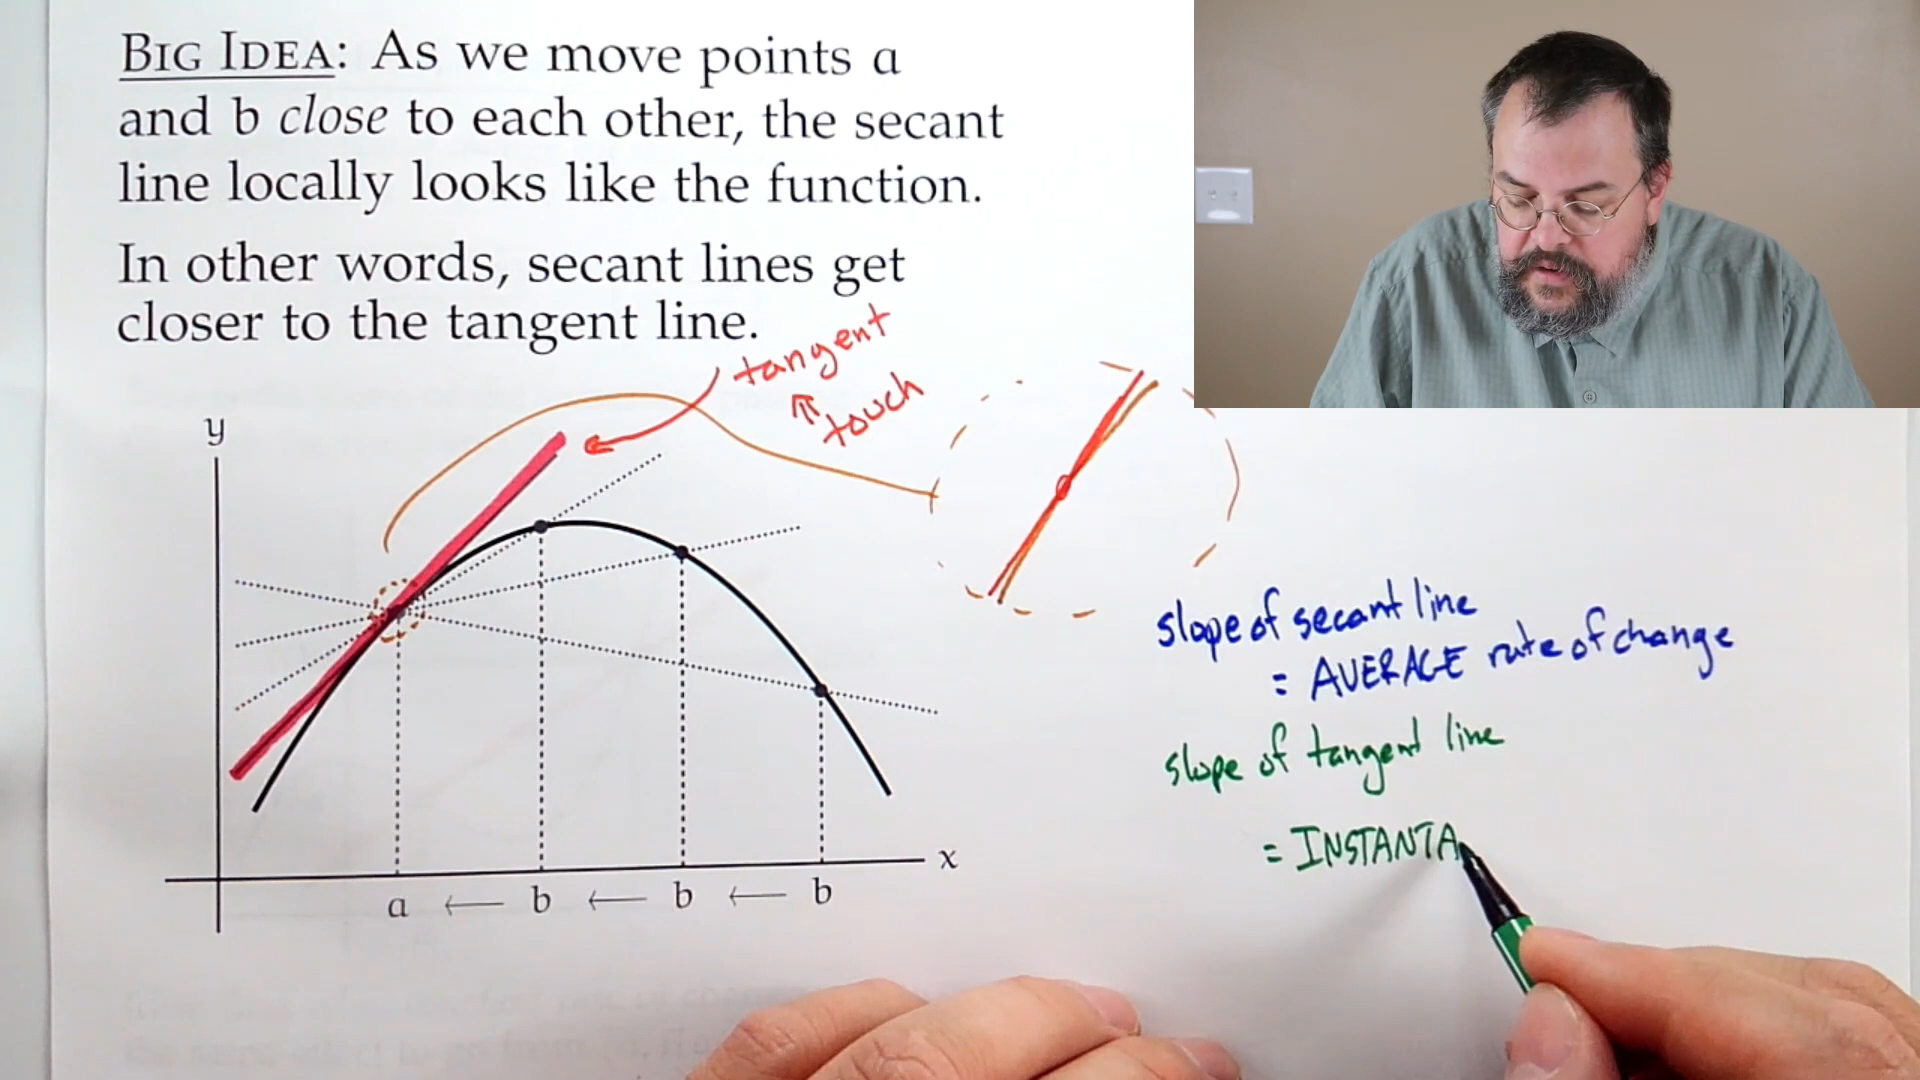 BIG IDEA: As we move points a
and b close to each other, the secant
line locally looks like the function.
In other words, secant lines get
closer to the tangent line.
tangent
⇑
touch
y
slope of secant line
= AVERAGE rate of change
slope of tangent line
= INSTANTA
x
a ← b ← b ← b